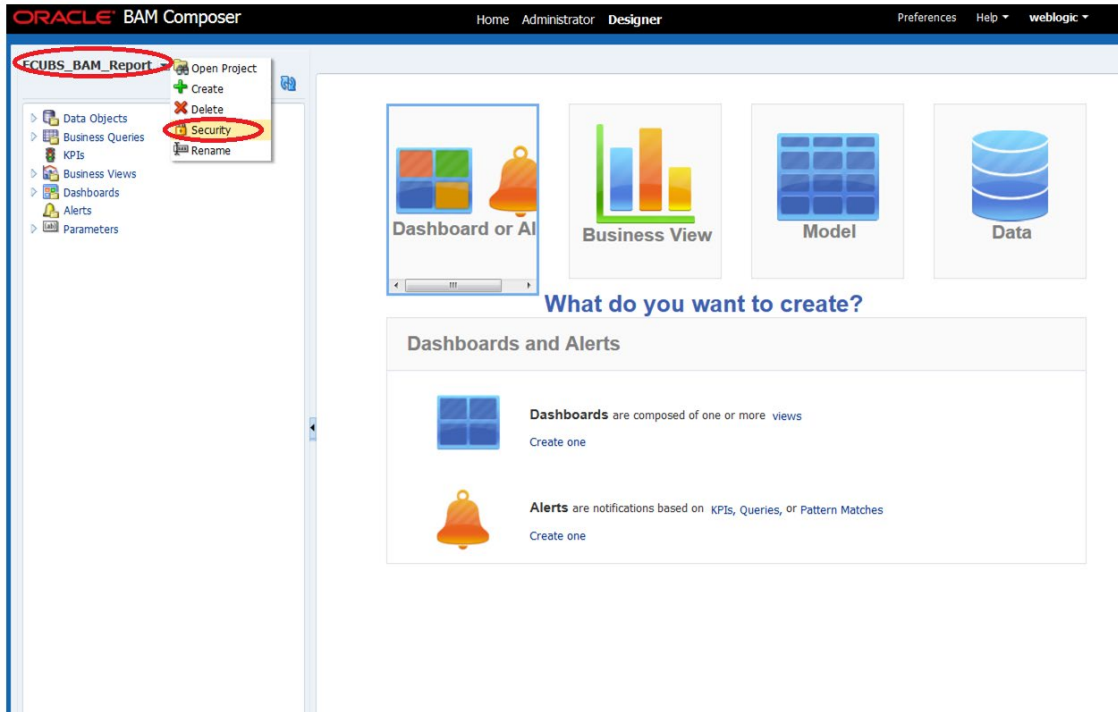 ORACLE® BAM Composer
Home Administrator Designer
Preferences Help weblogic
FCUBS_BAM_Report
Open Project
Create
Delete
Security
Rename
Data Objects
Business Queries
KPIs
Business Views
Dashboards
Alerts
Parameters
Dashboard or Al
Business View
Model
Data
What do you want to create?
Dashboards and Alerts
Dashboards are composed of one or more views
Create one
Alerts are notifications based on KPIs, Queries, or Pattern Matches
Create one